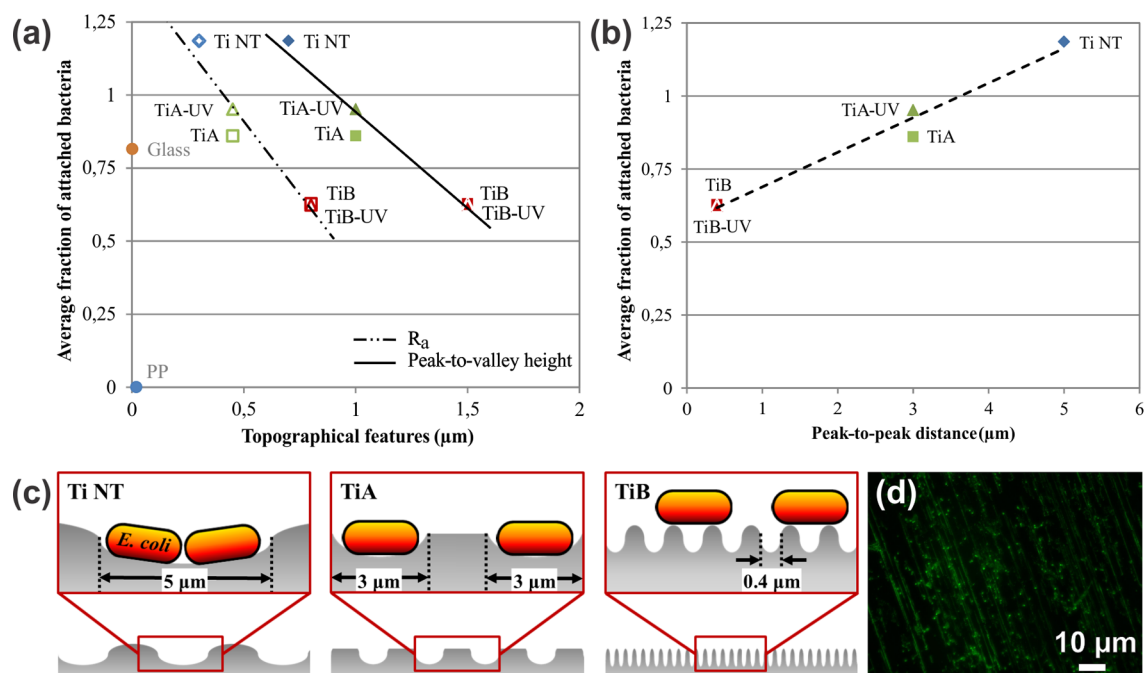 (a)
Average fraction of attached bacteria
1,25
1
0,75
0,5
0,25
0
Ti NT
Ti NT
TiA-UV
TiA-UV
TiA
TiA
Glass
TiB
TiB-UV
TiB
TiB-UV
Ra
Peak-to-valley height
PP
0
0,5
1
1,5
2
Topographical features (µm)
(b)
Average fraction of attached bacteria
1,25
1
0,75
0,5
0,25
0
Ti NT
TiA-UV
TiA
TiB
TiB-UV
0
1
2
3
4
5
6
Peak-to-peak distance(µm)
(c)
Ti NT
E. coli
5 µm
TiA
3 µm
3 µm
TiB
0.4 µm
(d)
10 µm